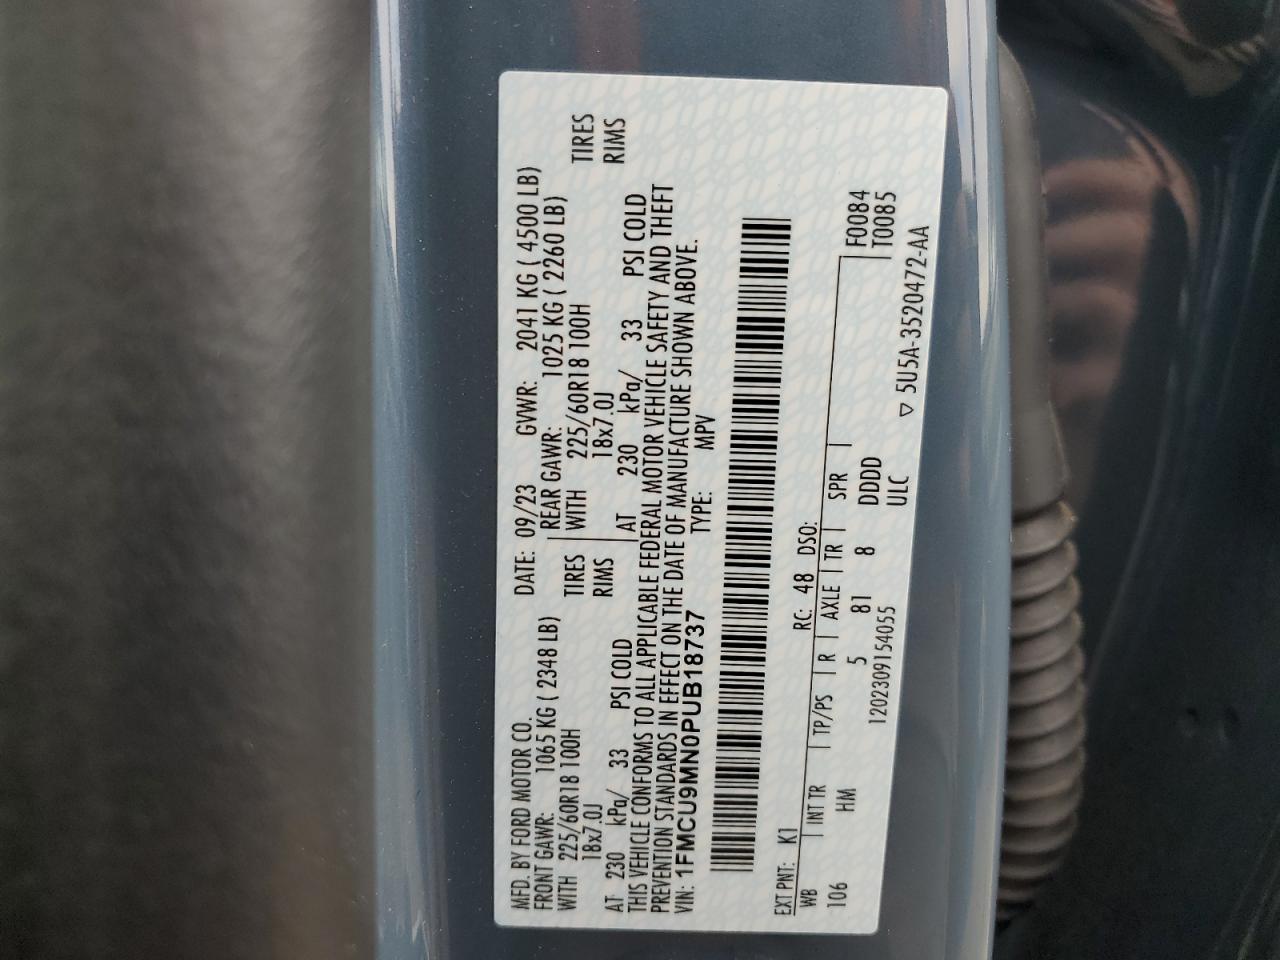 MFD. BY FORD MOTOR CO. DATE: 09/23 GVWR: 2041 KG ( 4500 LB)
FRONT GAWR: 1065 KG ( 2348 LB) REAR GAWR: 1025 KG ( 2260 LB)
WITH 225/60R18 100H TIRES WITH 225/60R18 100H TIRES
18x7.0J RIMS 18x7.0J RIMS
AT 230 kPa/ 33 PSI COLD AT 230 kPa/ 33 PSI COLD
THIS VEHICLE CONFORMS TO ALL APPLICABLE FEDERAL MOTOR VEHICLE SAFETY AND THEFT
PREVENTION STANDARDS IN EFFECT ON THE DATE OF MANUFACTURE SHOWN ABOVE.
VIN: 1FMCU9MN0PUB18737 TYPE: MPV
EXT PNT: K1 RC: 48 DSO:
WB INT TR TP/PS R AXLE TR SPR F0084
106 HM 5 81 8 DDDD T0085
1202309154055 ULC
▽ 5U5A-3520472-AA